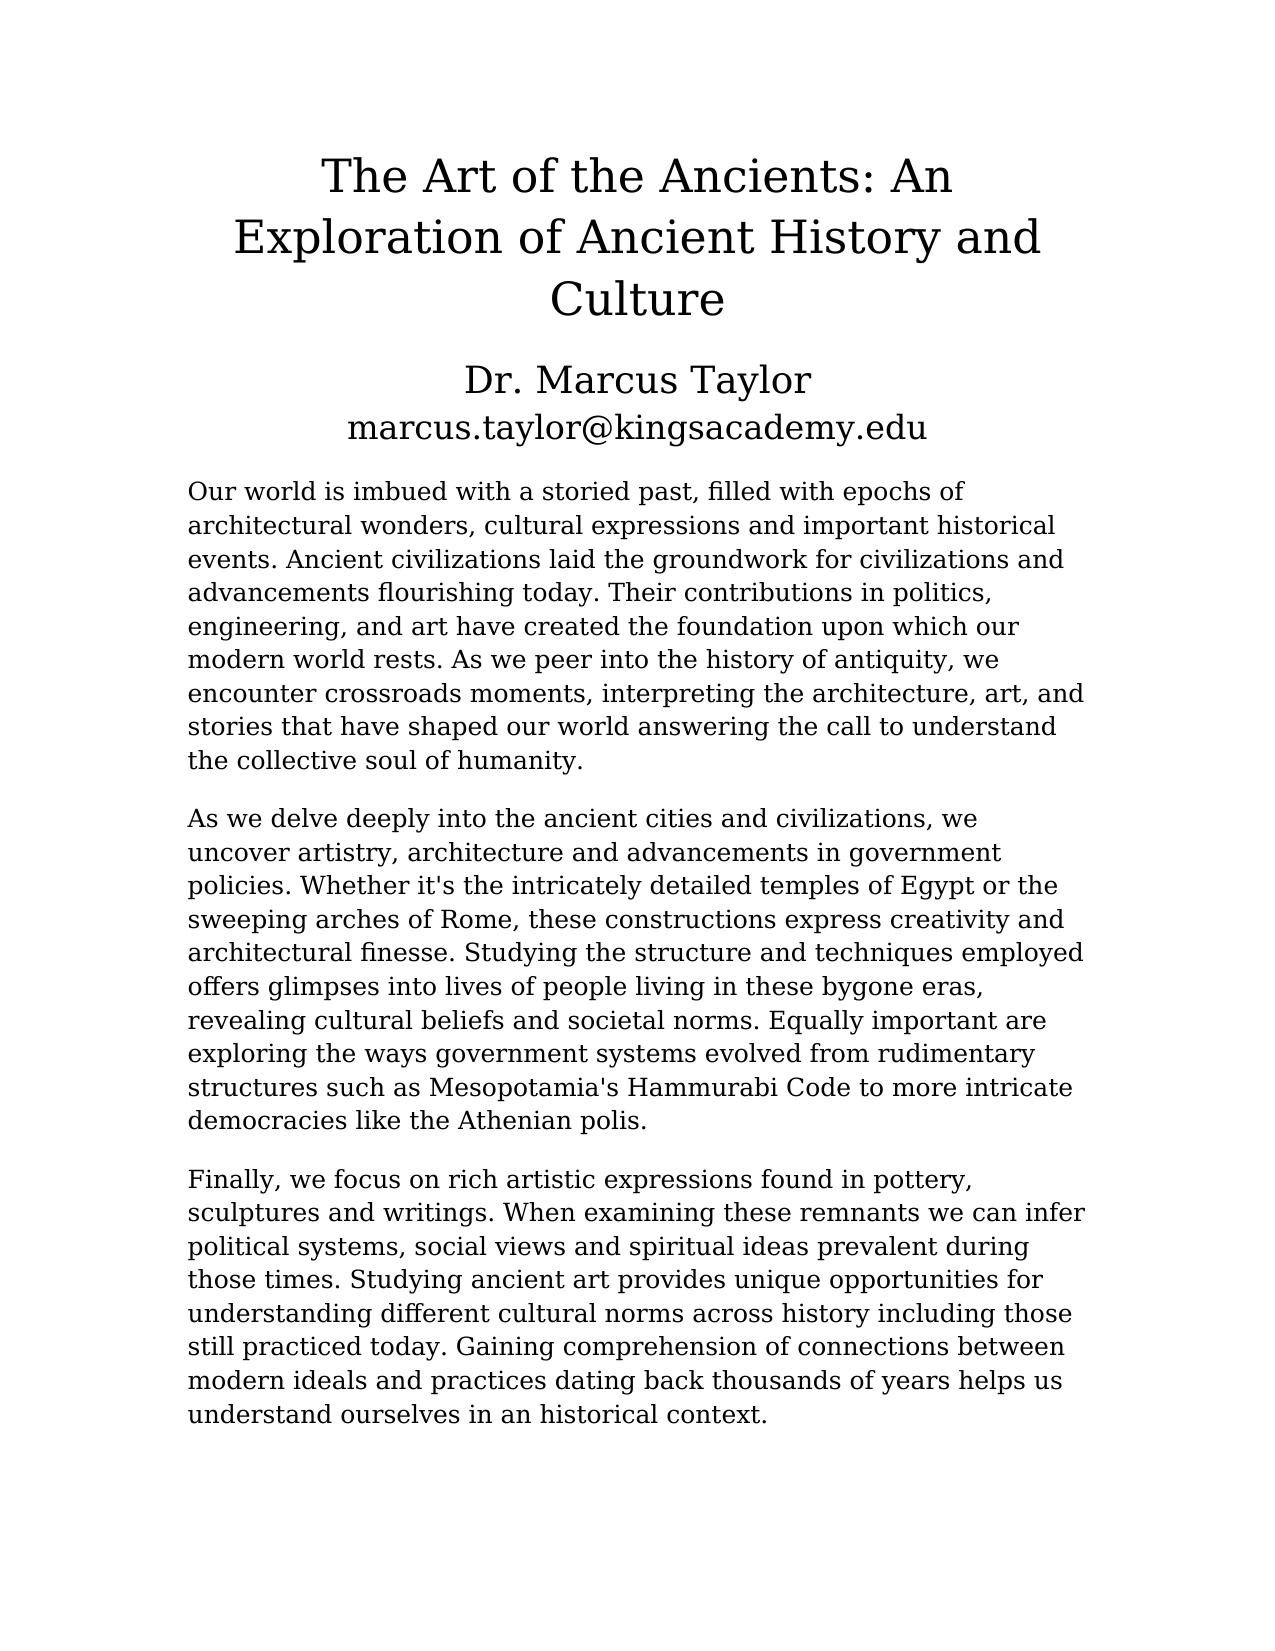 The Art of the Ancients: An
Exploration of Ancient History and
Culture
Dr. Marcus Taylor
marcus.taylor@kingsacademy.edu
Our world is imbued with a storied past, filled with epochs of
architectural wonders, cultural expressions and important historical
events. Ancient civilizations laid the groundwork for civilizations and
advancements flourishing today. Their contributions in politics,
engineering, and art have created the foundation upon which our
modern world rests. As we peer into the history of antiquity, we
encounter crossroads moments, interpreting the architecture, art, and
stories that have shaped our world answering the call to understand
the collective soul of humanity.
As we delve deeply into the ancient cities and civilizations, we
uncover artistry, architecture and advancements in government
policies. Whether it's the intricately detailed temples of Egypt or the
sweeping arches of Rome, these constructions express creativity and
architectural finesse. Studying the structure and techniques employed
offers glimpses into lives of people living in these bygone eras,
revealing cultural beliefs and societal norms. Equally important are
exploring the ways government systems evolved from rudimentary
structures such as Mesopotamia's Hammurabi Code to more intricate
democracies like the Athenian polis.
Finally, we focus on rich artistic expressions found in pottery,
sculptures and writings. When examining these remnants we can infer
political systems, social views and spiritual ideas prevalent during
those times. Studying ancient art provides unique opportunities for
understanding different cultural norms across history including those
still practiced today. Gaining comprehension of connections between
modern ideals and practices dating back thousands of years helps us
understand ourselves in an historical context.